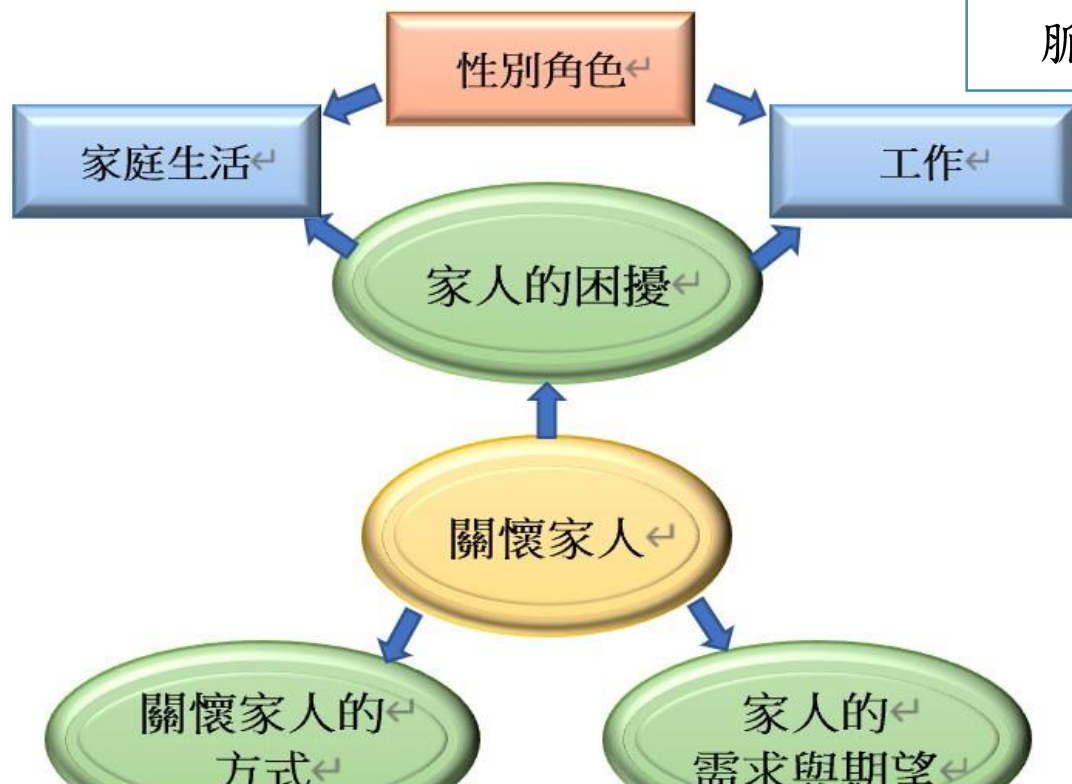 脈
性別角色↵
家庭生活↵
工作↵
家人的困擾↵
關懷家人↵
關懷家人的↵
方式↵
家人的↵
需求與期望↵